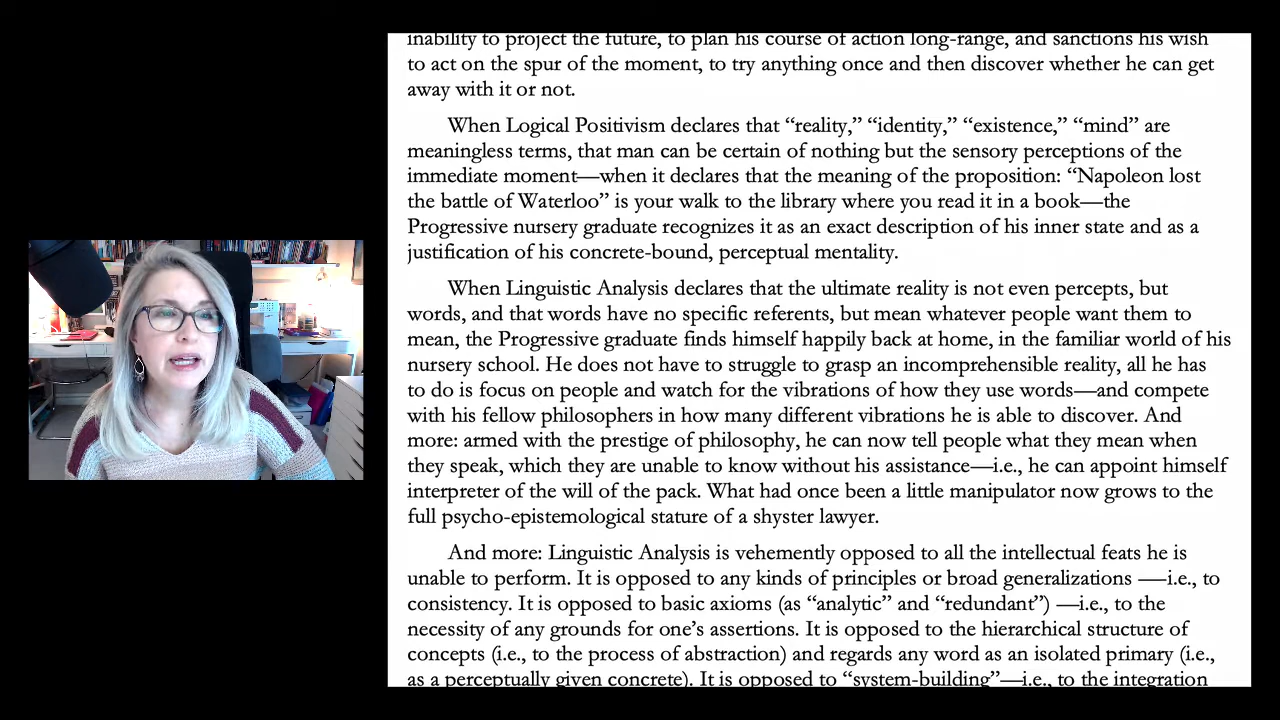 inability to project the future, to plan his course of action long-range, and sanctions his wish
to act on the spur of the moment, to try anything once and then discover whether he can get
away with it or not.
When Logical Positivism declares that “reality,” “identity,” “existence,” “mind” are
meaningless terms, that man can be certain of nothing but the sensory perceptions of the
immediate moment—when it declares that the meaning of the proposition: “Napoleon lost
the battle of Waterloo” is your walk to the library where you read it in a book—the
Progressive nursery graduate recognizes it as an exact description of his inner state and as a
justification of his concrete-bound, perceptual mentality.
When Linguistic Analysis declares that the ultimate reality is not even percepts, but
words, and that words have no specific referents, but mean whatever people want them to
mean, the Progressive graduate finds himself happily back at home, in the familiar world of his
nursery school. He does not have to struggle to grasp an incomprehensible reality, all he has
to do is focus on people and watch for the vibrations of how they use words—and compete
with his fellow philosophers in how many different vibrations he is able to discover. And
more: armed with the prestige of philosophy, he can now tell people what they mean when
they speak, which they are unable to know without his assistance—i.e., he can appoint himself
interpreter of the will of the pack. What had once been a little manipulator now grows to the
full psycho-epistemological stature of a shyster lawyer.
And more: Linguistic Analysis is vehemently opposed to all the intellectual feats he is
unable to perform. It is opposed to any kinds of principles or broad generalizations —–i.e., to
consistency. It is opposed to basic axioms (as “analytic” and “redundant”) —i.e., to the
necessity of any grounds for one’s assertions. It is opposed to the hierarchical structure of
concepts (i.e., to the process of abstraction) and regards any word as an isolated primary (i.e.,
as a perceptually given concrete). It is opposed to “system-building”—i.e., to the integration